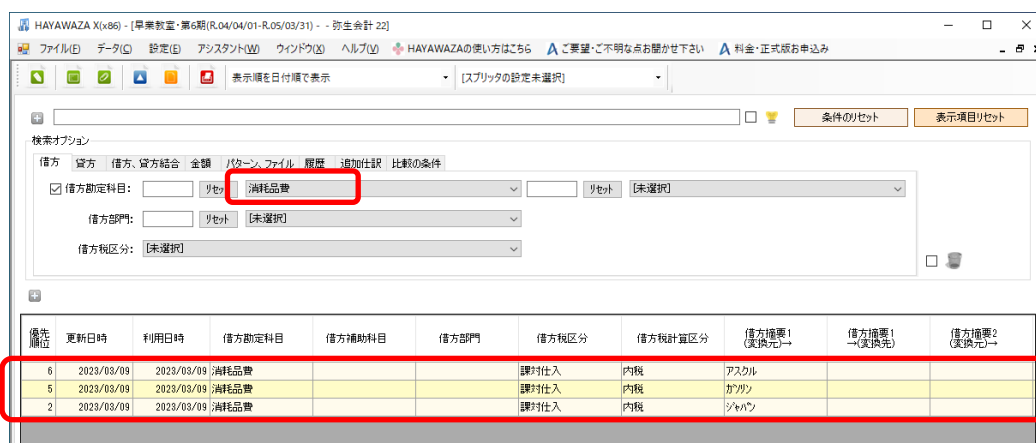 HAYAWAZA X(x86) - [早業教室・第6期(R.04/04/01-R.05/03/31) - - 弥生会計 22]
ファイル(F) データ(C) 設定(E) アシスタント(W) ウィンドウ(X) ヘルプ(V) HAYAWAZAの使い方はこちら ご要望・ご不明な点お聞かせ下さい 料金・正式版お申込み
表示順を日付順で表示 [スプリッタの設定未選択]
条件のリセット 表示項目リセット
検索オプション
借方 貸方 借方、貸方結合 金額 パターン、ファイル 履歴 追加仕訳 比較の条件
借方勘定科目: リセット 消耗品費 リセット [未選択]
借方部門: リセット [未選択]
借方税区分: [未選択]
優先順位 更新日時 利用日時 借方勘定科目 借方補助科目 借方部門 借方税区分 借方税計算区分 借方摘要1(変換元)→ 借方摘要1→(変換先) 借方摘要2(変換元)→
6 2023/03/09 2023/03/09 消耗品費 課対仕入 内税 アスクル
5 2023/03/09 2023/03/09 消耗品費 課対仕入 内税 ガソリン
2 2023/03/09 2023/03/09 消耗品費 課対仕入 内税 ジャパン